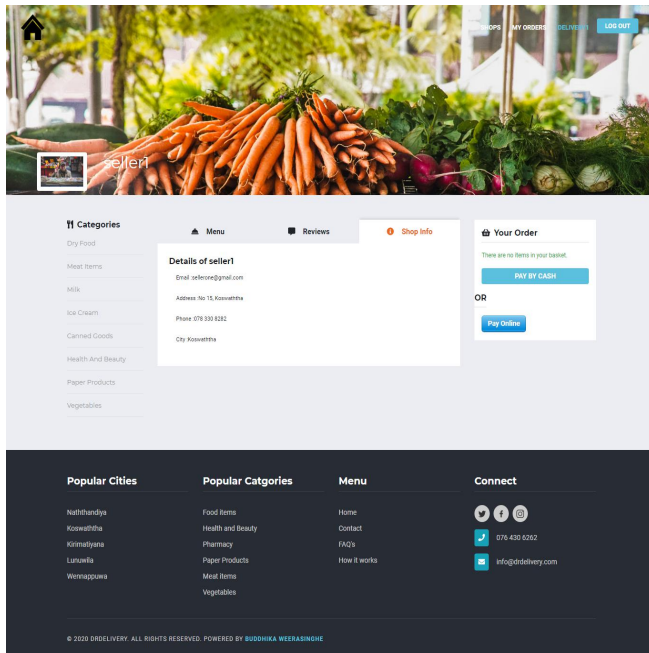 SHOPS MY ORDERS DELIVERY LOG OUT
seller1
Categories
Dry Food
Meat Items
Milk
Ice Cream
Canned Goods
Health And Beauty
Paper Products
Vegetables
Menu Reviews Shop Info
Details of seller1
Email :sellerone@gmail.com
Address :No 15, Koswaththa
Phone :078 330 8282
City :Koswaththa
Your Order
There are no items in your basket.
PAY BY CASH
OR
Pay Online
Popular Cities
Naththandiya
Koswaththa
Kirimatiyana
Lunuwila
Wennappuwa
Popular Catgories
Food items
Health and Beauty
Pharmacy
Paper Products
Meat items
Vegetables
Menu
Home
Contact
FAQ's
How it works
Connect
076 430 6262
info@drdelivery.com
© 2020 DRDELIVERY. ALL RIGHTS RESERVED. POWERED BY BUDDHIKA WEERASINGHE